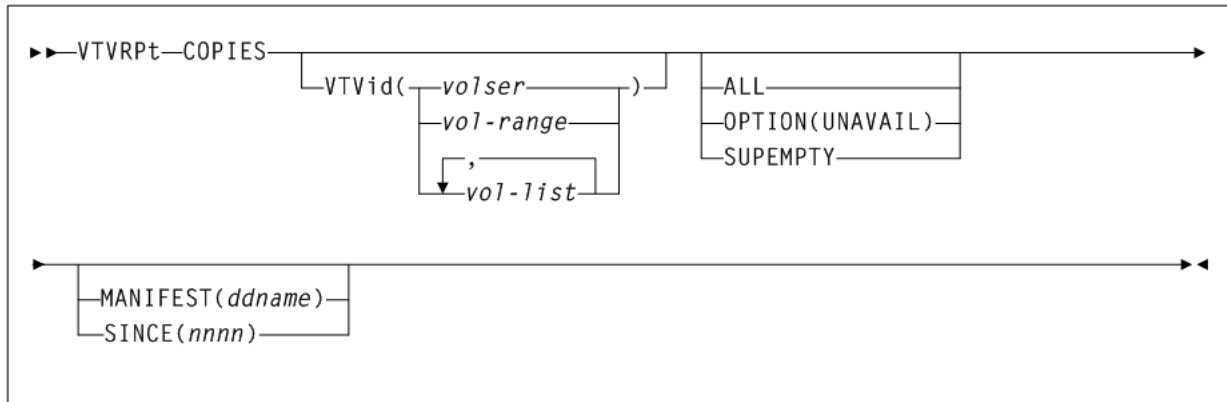 VTVRPt COPIES
VTVid( volser )
vol-range
,
vol-list
ALL
OPTION(UNAVAIL)
SUPEMPTY
MANIFEST(ddname)
SINCE(nnnn)